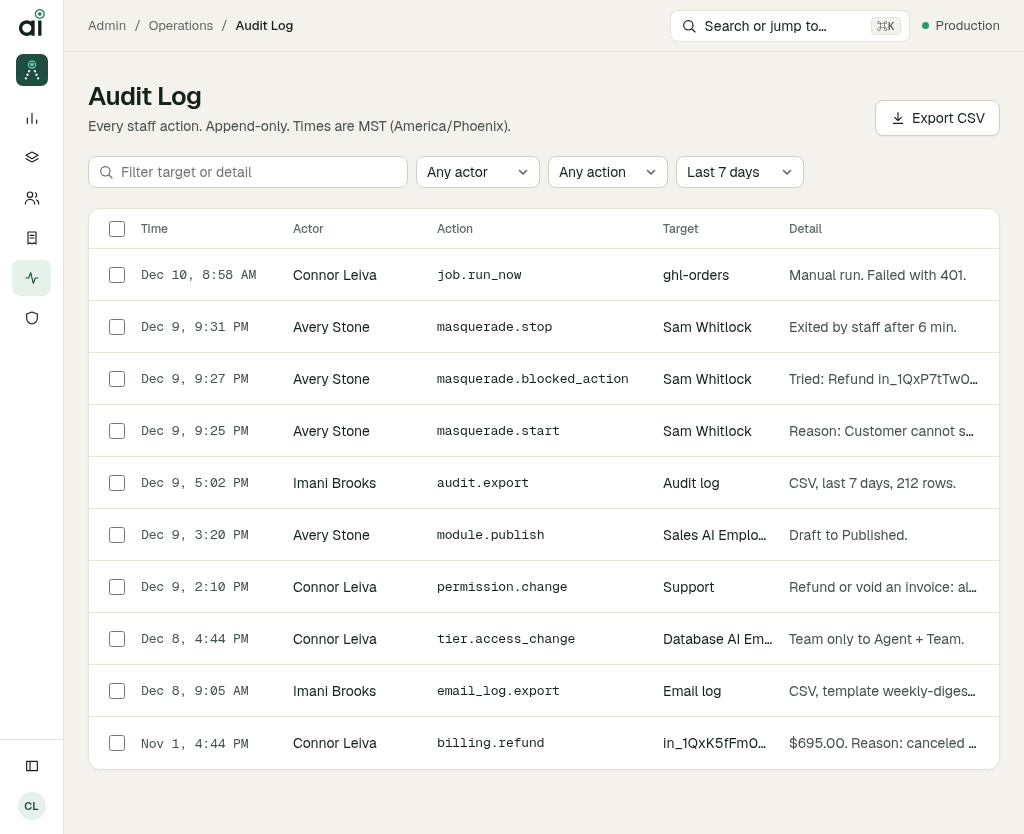 ai
Admin / Operations / Audit Log
Search or jump to…
⌘K
Production
Audit Log
Every staff action. Append-only. Times are MST (America/Phoenix).
Export CSV
Filter target or detail
Any actor
Any action
Last 7 days
Time Actor Action Target Detail
Dec 10, 8:58 AM Connor Leiva job.run_now ghl-orders Manual run. Failed with 401.
Dec 9, 9:31 PM Avery Stone masquerade.stop Sam Whitlock Exited by staff after 6 min.
Dec 9, 9:27 PM Avery Stone masquerade.blocked_action Sam Whitlock Tried: Refund in_1QxP7tTw0…
Dec 9, 9:25 PM Avery Stone masquerade.start Sam Whitlock Reason: Customer cannot s…
Dec 9, 5:02 PM Imani Brooks audit.export Audit log CSV, last 7 days, 212 rows.
Dec 9, 3:20 PM Avery Stone module.publish Sales AI Emplo… Draft to Published.
Dec 9, 2:10 PM Connor Leiva permission.change Support Refund or void an invoice: al…
Dec 8, 4:44 PM Connor Leiva tier.access_change Database AI Em… Team only to Agent + Team.
Dec 8, 9:05 AM Imani Brooks email_log.export Email log CSV, template weekly-diges…
Nov 1, 4:44 PM Connor Leiva billing.refund in_1QxK5fFm0… $695.00. Reason: canceled …
CL